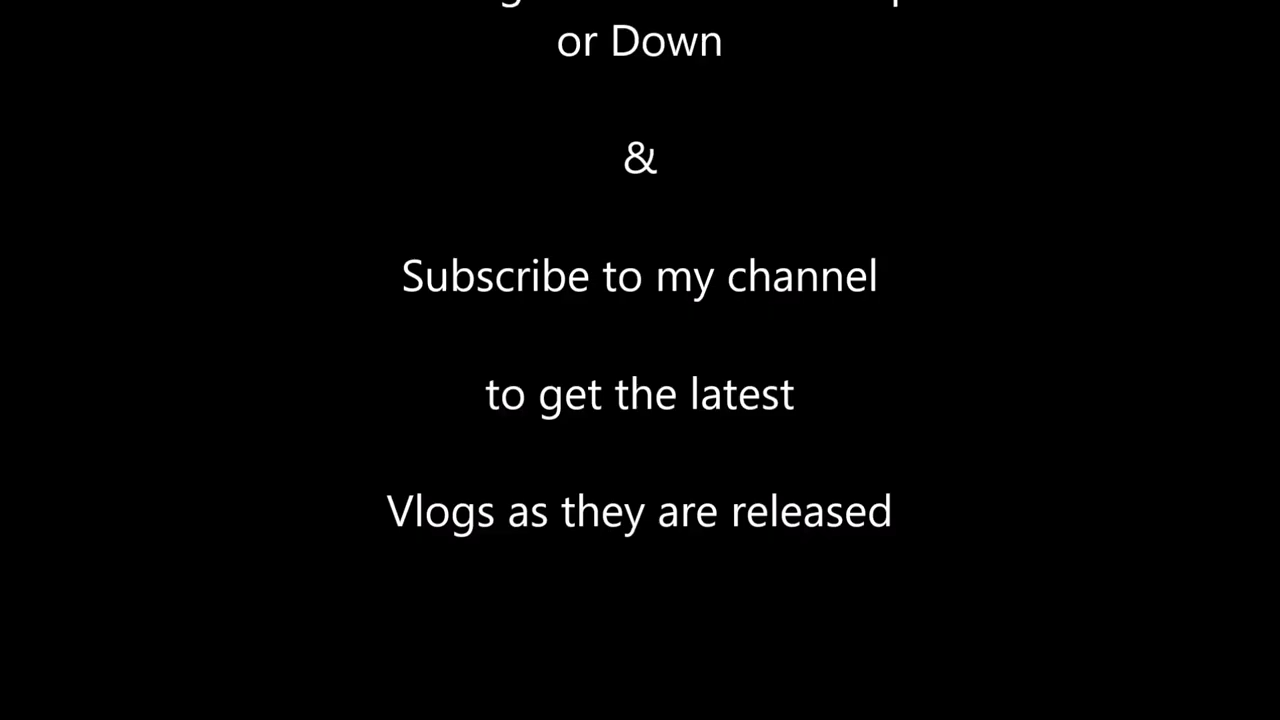 or Down
&
Subscribe to my channel
to get the latest
Vlogs as they are released